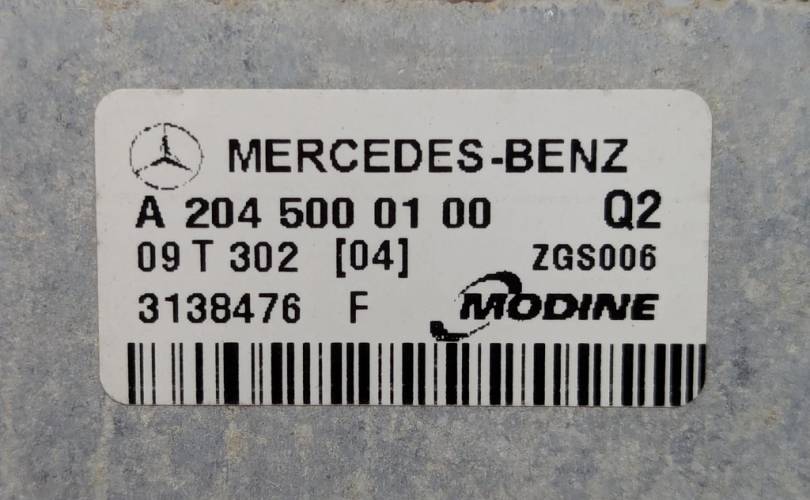 MERCEDES-BENZ
A 204 500 01 00 Q2
09 T 302 [04] ZGS006
3138476 F MODINE